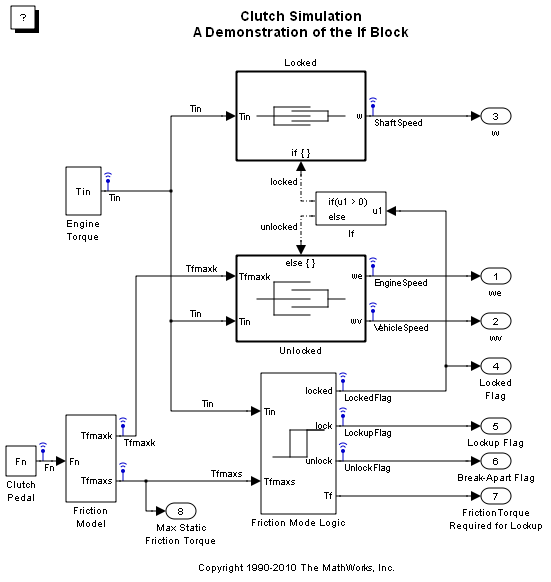 ?
Clutch Simulation
A Demonstration of the If Block
Locked
Tin
Tin
w
ShaftSpeed
3
w
if { }
locked
if(u1 > 0)
else
u1
If
unlocked
Tin
Tin
Engine
Torque
else { }
Tfmaxk
Tfmaxk
we
EngineSpeed
1
we
Tin
Tin
wv
VehicleSpeed
2
wv
Unlocked
locked
LockedFlag
4
Locked
Flag
Tin
Tin
lock
LockupFlag
5
Lockup Flag
Tfmaxk
Tfmaxk
Fn
Fn
Fn
Clutch
Pedal
Tfmaxs
Tfmaxs
Tfmaxs
Tfmaxs
Friction
Model
unlock
UnlockFlag
6
Break-Apart Flag
Tf
7
Friction Torque
Required for Lockup
8
Max Static
Friction Torque
Friction Mode Logic
Copyright 1990-2010 The MathWorks, Inc.